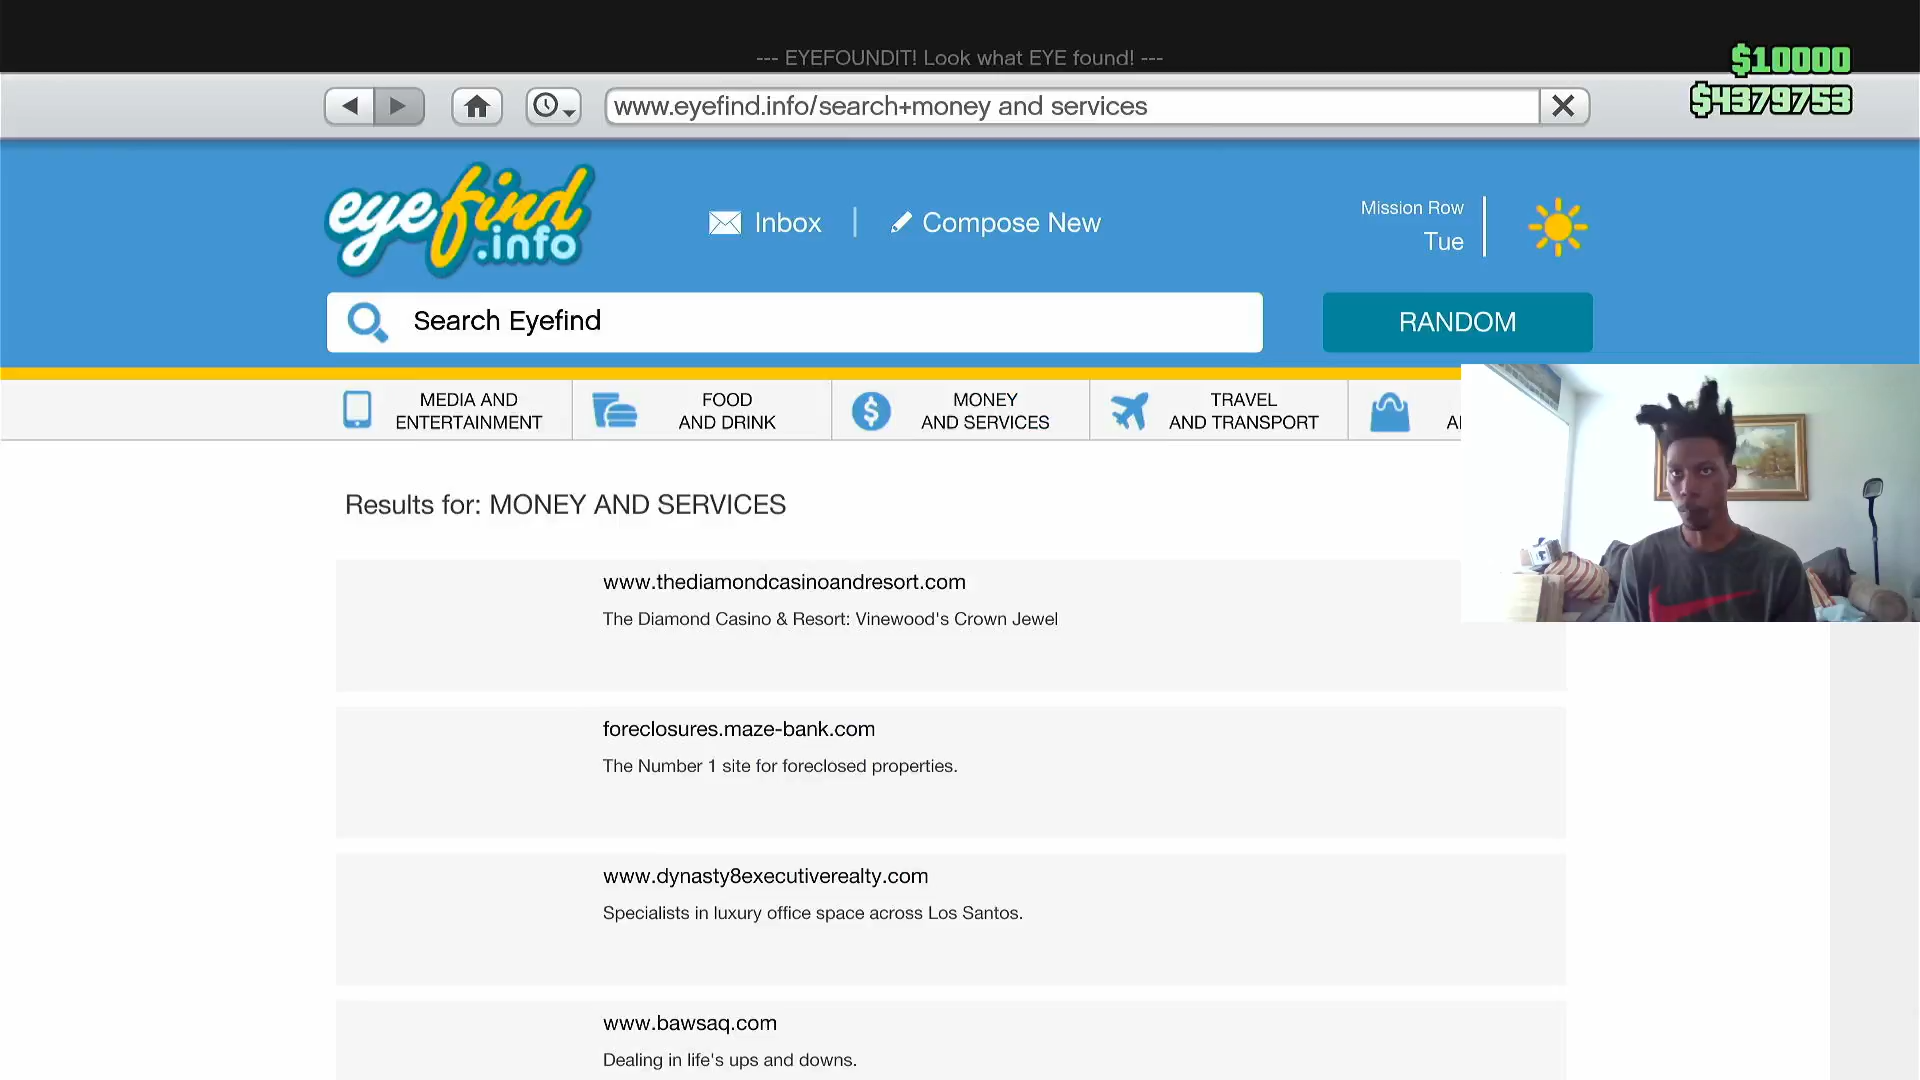 --- EYEFOUNDIT! Look what EYE found! ---
$10000
$4379753
www.eyefind.info/search+money and services
eyefind
.info
Inbox
Compose New
Mission Row
Tue
Search Eyefind
RANDOM
MEDIA AND
ENTERTAINMENT
FOOD
AND DRINK
MONEY
AND SERVICES
TRAVEL
AND TRANSPORT
Results for: MONEY AND SERVICES
www.thediamondcasinoandresort.com
The Diamond Casino & Resort: Vinewood's Crown Jewel
foreclosures.maze-bank.com
The Number 1 site for foreclosed properties.
www.dynasty8executiverealty.com
Specialists in luxury office space across Los Santos.
www.bawsaq.com
Dealing in life's ups and downs.